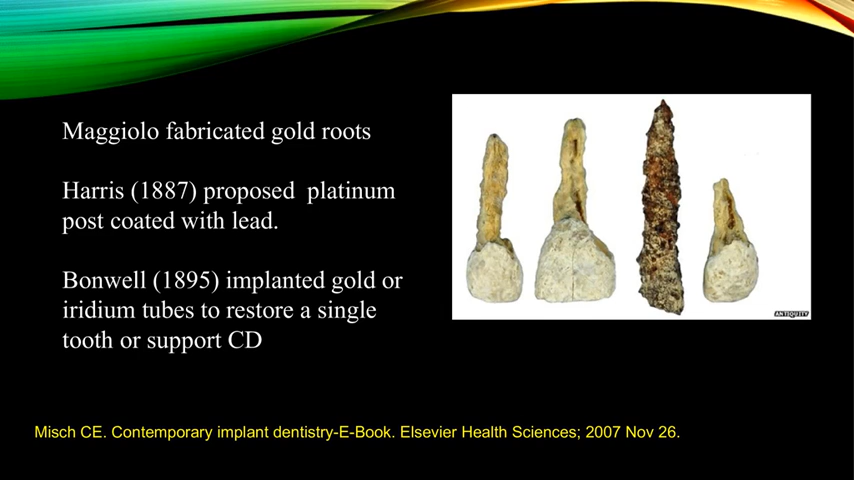 Maggiolo fabricated gold roots
Harris (1887) proposed  platinum
post coated with lead.
Bonwell (1895) implanted gold or
iridium tubes to restore a single
tooth or support CD
ANTIQUITY
Misch CE. Contemporary implant dentistry-E-Book. Elsevier Health Sciences; 2007 Nov 26.